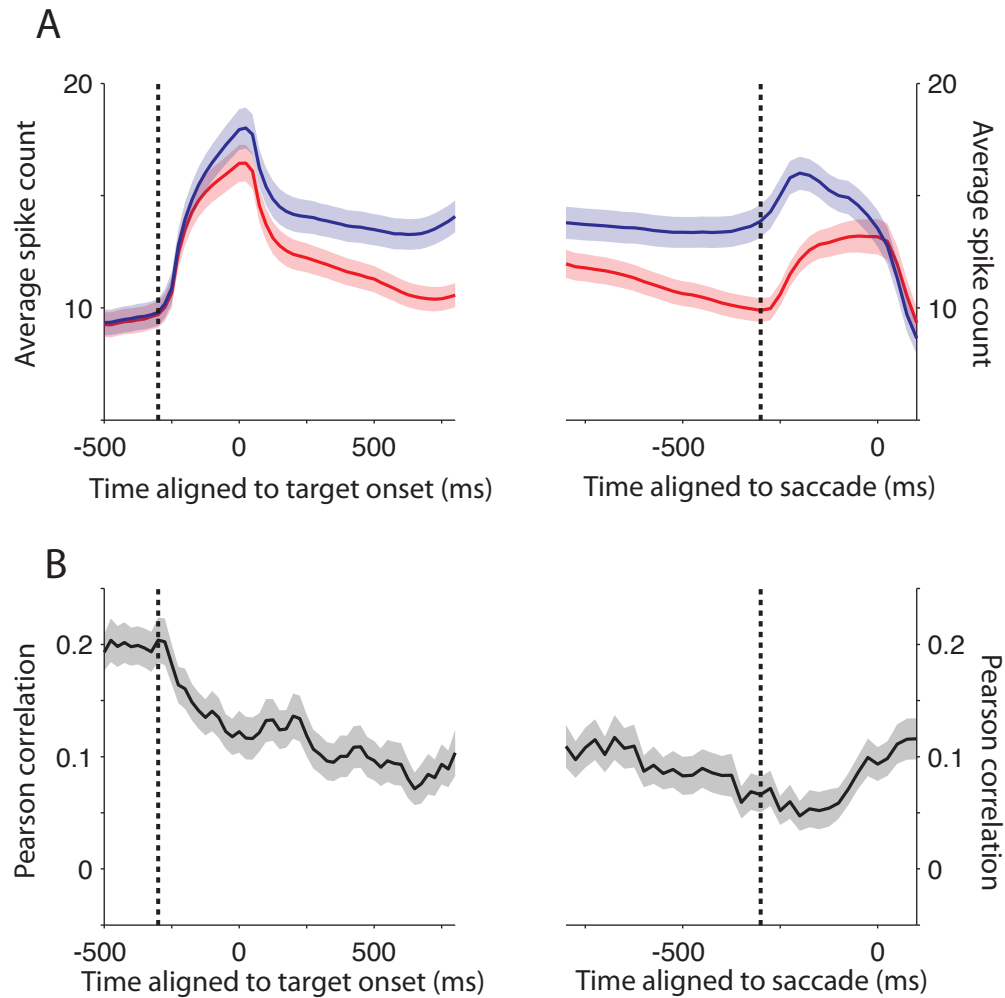 A
20
10
Average spike count
-500
0
500
Time aligned to target onset (ms)
20
10
Average spike count
-500
0
Time aligned to saccade (ms)
B
0.2
0.1
0
Pearson correlation
-500
0
500
Time aligned to target onset (ms)
0.2
0.1
0
Pearson correlation
-500
0
Time aligned to saccade (ms)